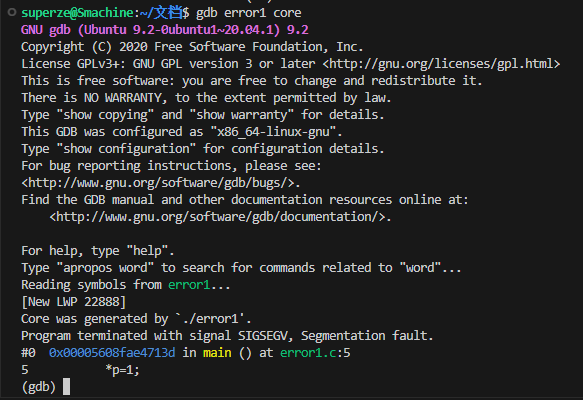 superze@Smachine:~/文档$ gdb error1 core
GNU gdb (Ubuntu 9.2-0ubuntu1~20.04.1) 9.2
Copyright (C) 2020 Free Software Foundation, Inc.
License GPLv3+: GNU GPL version 3 or later <http://gnu.org/licenses/gpl.html>
This is free software: you are free to change and redistribute it.
There is NO WARRANTY, to the extent permitted by law.
Type "show copying" and "show warranty" for details.
This GDB was configured as "x86_64-linux-gnu".
Type "show configuration" for configuration details.
For bug reporting instructions, please see:
<http://www.gnu.org/software/gdb/bugs/>.
Find the GDB manual and other documentation resources online at:
    <http://www.gnu.org/software/gdb/documentation/>.

For help, type "help".
Type "apropos word" to search for commands related to "word"...
Reading symbols from error1...
[New LWP 22888]
Core was generated by `./error1'.
Program terminated with signal SIGSEGV, Segmentation fault.
#0  0x00005608fae4713d in main () at error1.c:5
5           *p=1;
(gdb)